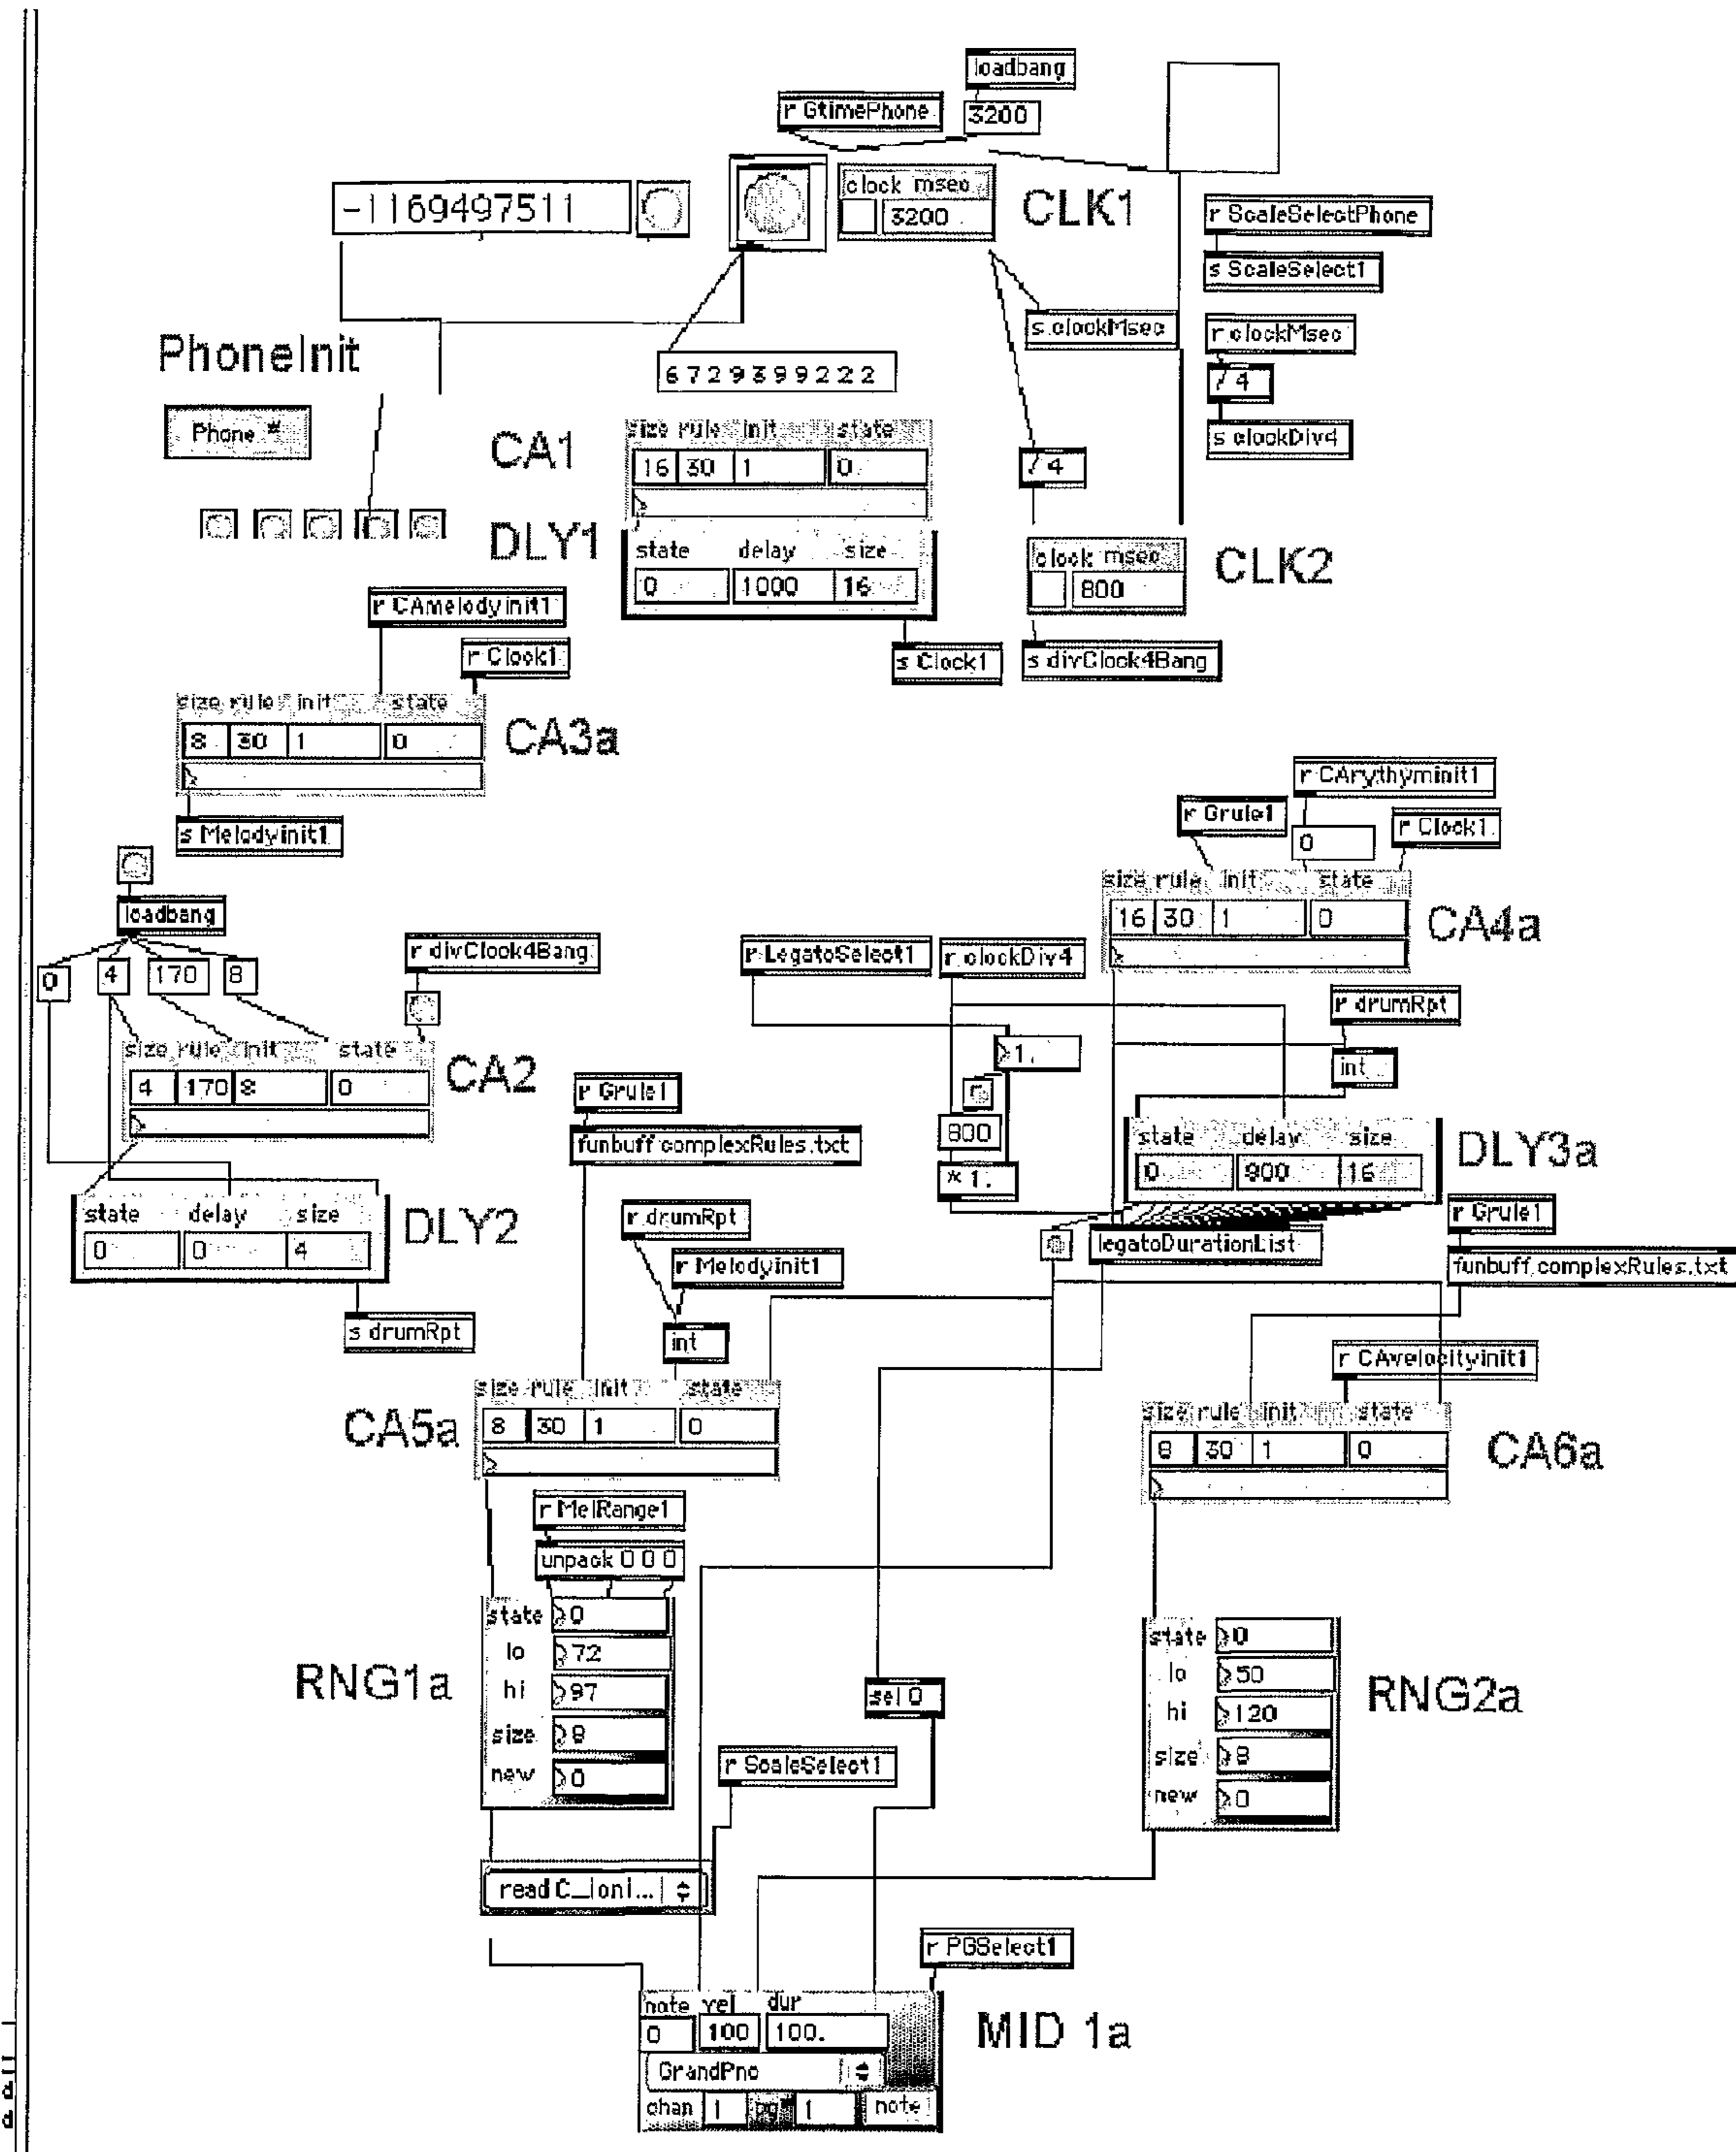 loadbang
r GtimePhone
3200
-1169497511
clock msec
3200
CLK1
r ScaleSelectPhone
s ScaleSelect1
s clockMsec
r clockMsec
/ 4
s clockDiv4
PhoneInit
6729399222
Phone #
CA1
size rule init state
16 30 1 0
/ 4
DLY1
state delay size
0 1000 16
clock msec
800
CLK2
r CAmelodyinit1
r Clock1
s Clock1
s divClock4Bang
size rule init state
8 30 1 0
CA3a
s Melodyinit1
r CArythyminit1
r Grule1
0
r Clock1
size rule init state
16 30 1 0
CA4a
loadbang
0 4 170 8
r divClock4Bang
r LegatoSelect1
r clockDiv4
r drumRpt
int
1.
size rule init state
4 170 8 0
CA2
r Grule1
funbuff complexRules.txt
800
* 1.
state delay size
0 800 16
DLY3a
state delay size
0 0 4
DLY2
r drumRpt
r Melodyinit1
int
legatoDurationList
r Grule1
funbuff complexRules.txt
s drumRpt
r CAvelocityinit1
size rule init state
8 30 1 0
CA5a
size rule init state
8 30 1 0
CA6a
r MelRange1
unpack 0 0 0
RNG1a
state 0
lo 72
hi 97
size 8
new 0
sel 0
state 0
lo 50
hi 120
size 8
new 0
RNG2a
r ScaleSelect1
read C_ioni...
r PGSelect1
note vel dur
0 100 100.
GrandPno
chan 1 pg# 1 note
MID 1a